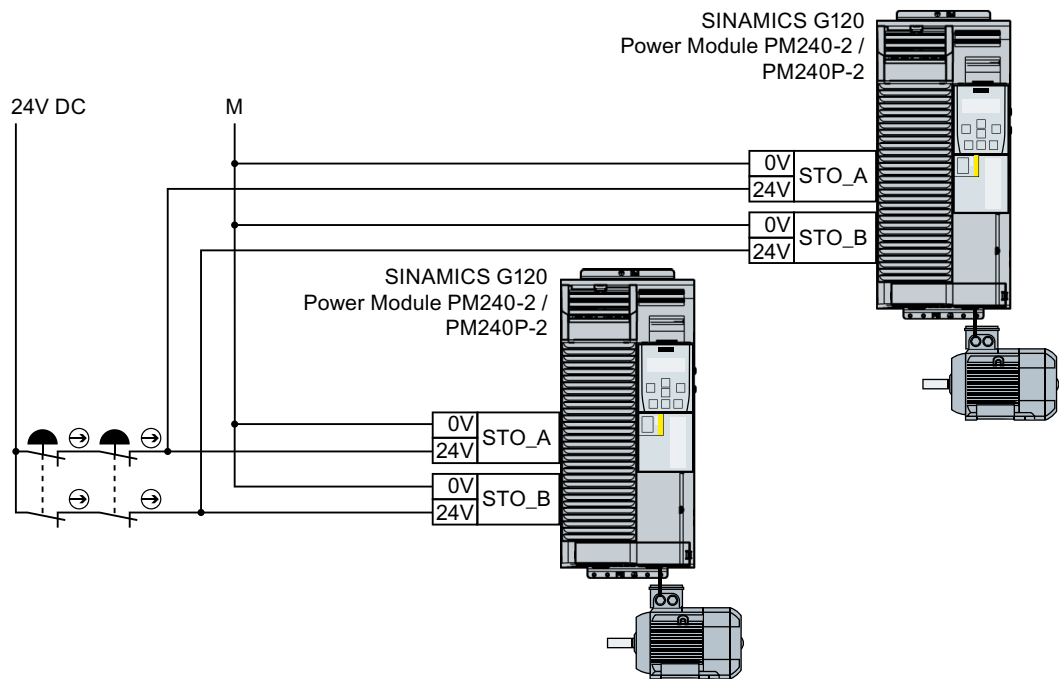 SINAMICS G120
Power Module PM240-2 /
PM240P-2
24V DC
M
0V
24V
STO_A
0V
24V
STO_B
SINAMICS G120
Power Module PM240-2 /
PM240P-2
0V
24V
STO_A
0V
24V
STO_B